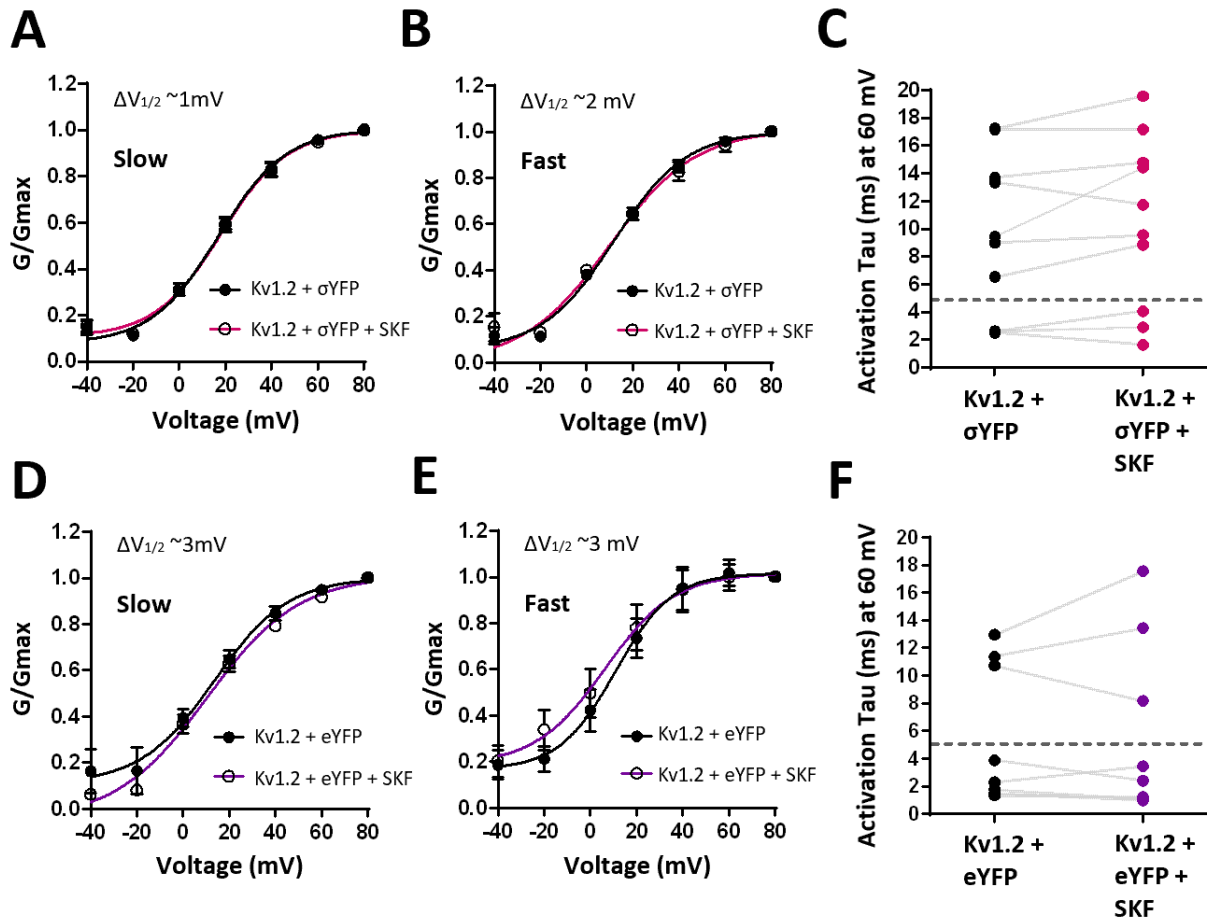 A
ΔV1/2 ~1mV
Slow
G/Gmax
1.2
1.0
0.8
0.6
0.4
0.2
0.0
Kv1.2 + σYFP
Kv1.2 + σYFP + SKF
-40 -20 0 20 40 60 80
Voltage (mV)
B
ΔV1/2 ~2 mV
Fast
G/Gmax
1.2
1.0
0.8
0.6
0.4
0.2
0.0
Kv1.2 + σYFP
Kv1.2 + σYFP + SKF
-40 -20 0 20 40 60 80
Voltage (mV)
C
Activation Tau (ms) at 60 mV
20
18
16
14
12
10
8
6
4
2
0
Kv1.2 +
σYFP
Kv1.2 +
σYFP +
SKF
D
ΔV1/2 ~3mV
Slow
G/Gmax
1.2
1.0
0.8
0.6
0.4
0.2
0.0
Kv1.2 + eYFP
Kv1.2 + eYFP + SKF
-40 -20 0 20 40 60 80
Voltage (mV)
E
ΔV1/2 ~3 mV
Fast
G/Gmax
1.2
1.0
0.8
0.6
0.4
0.2
0.0
Kv1.2 + eYFP
Kv1.2 + eYFP + SKF
-40 -20 0 20 40 60 80
Voltage (mV)
F
Activation Tau (ms) at 60 mV
20
18
16
14
12
10
8
6
4
2
0
Kv1.2 +
eYFP
Kv1.2 +
eYFP +
SKF